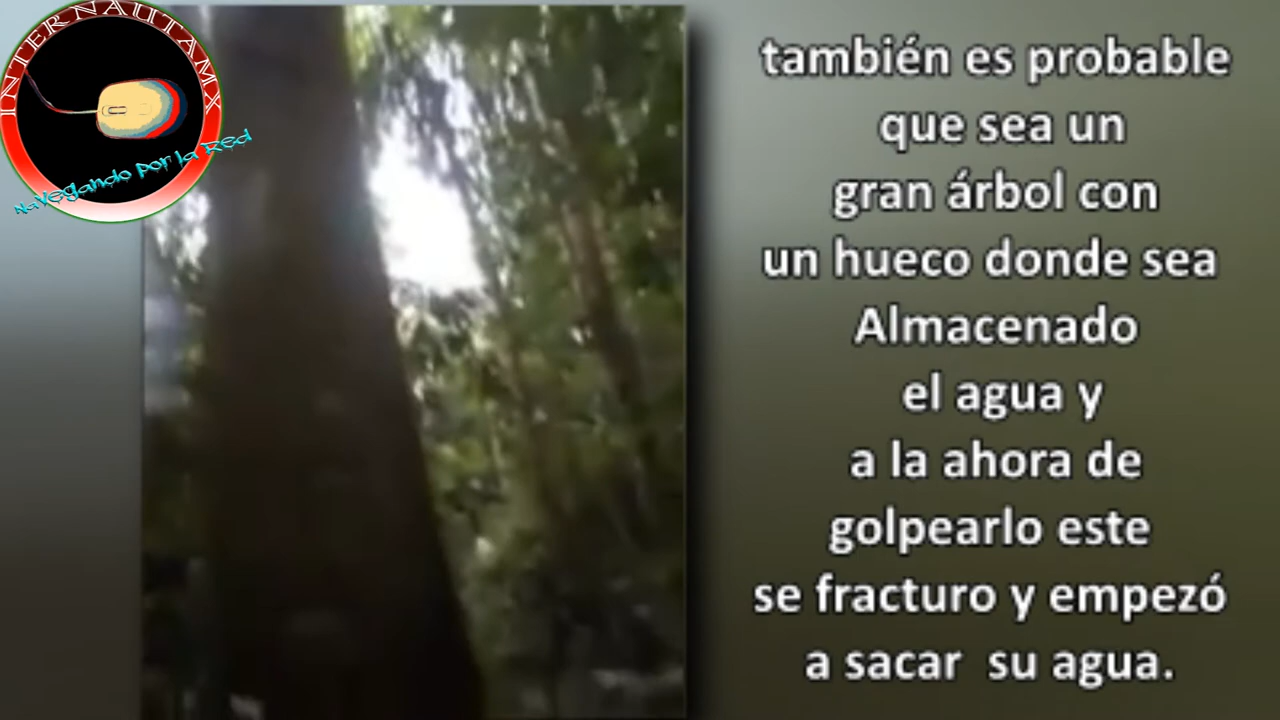 INTERNAUTAMX
Navegando por la Red
también es probable
que sea un
gran árbol con
un hueco donde sea
Almacenado
el agua y
a la ahora de
golpearlo este
se fracturo y empezó
a sacar su agua.